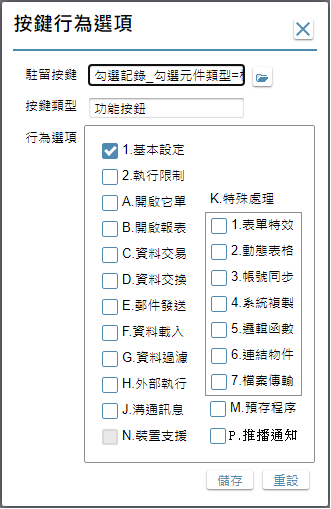 按鍵行為選項
駐留按鍵 勾選記錄_勾選元件類型=
按鍵類型 功能按鈕
行為選項
1.基本設定
2.執行限制
A.開啟它單
B.開啟報表
C.資料交易
D.資料交換
E.郵件發送
F.資料載入
G.資料過濾
H.外部執行
J.溝通訊息
N.裝置支援
K.特殊處理
1.表單特效
2.動態表格
3.帳號同步
4.系統複製
5.邏輯函數
6.連結物件
7.檔案傳輸
M.預存程序
P.推播通知
儲存 重設